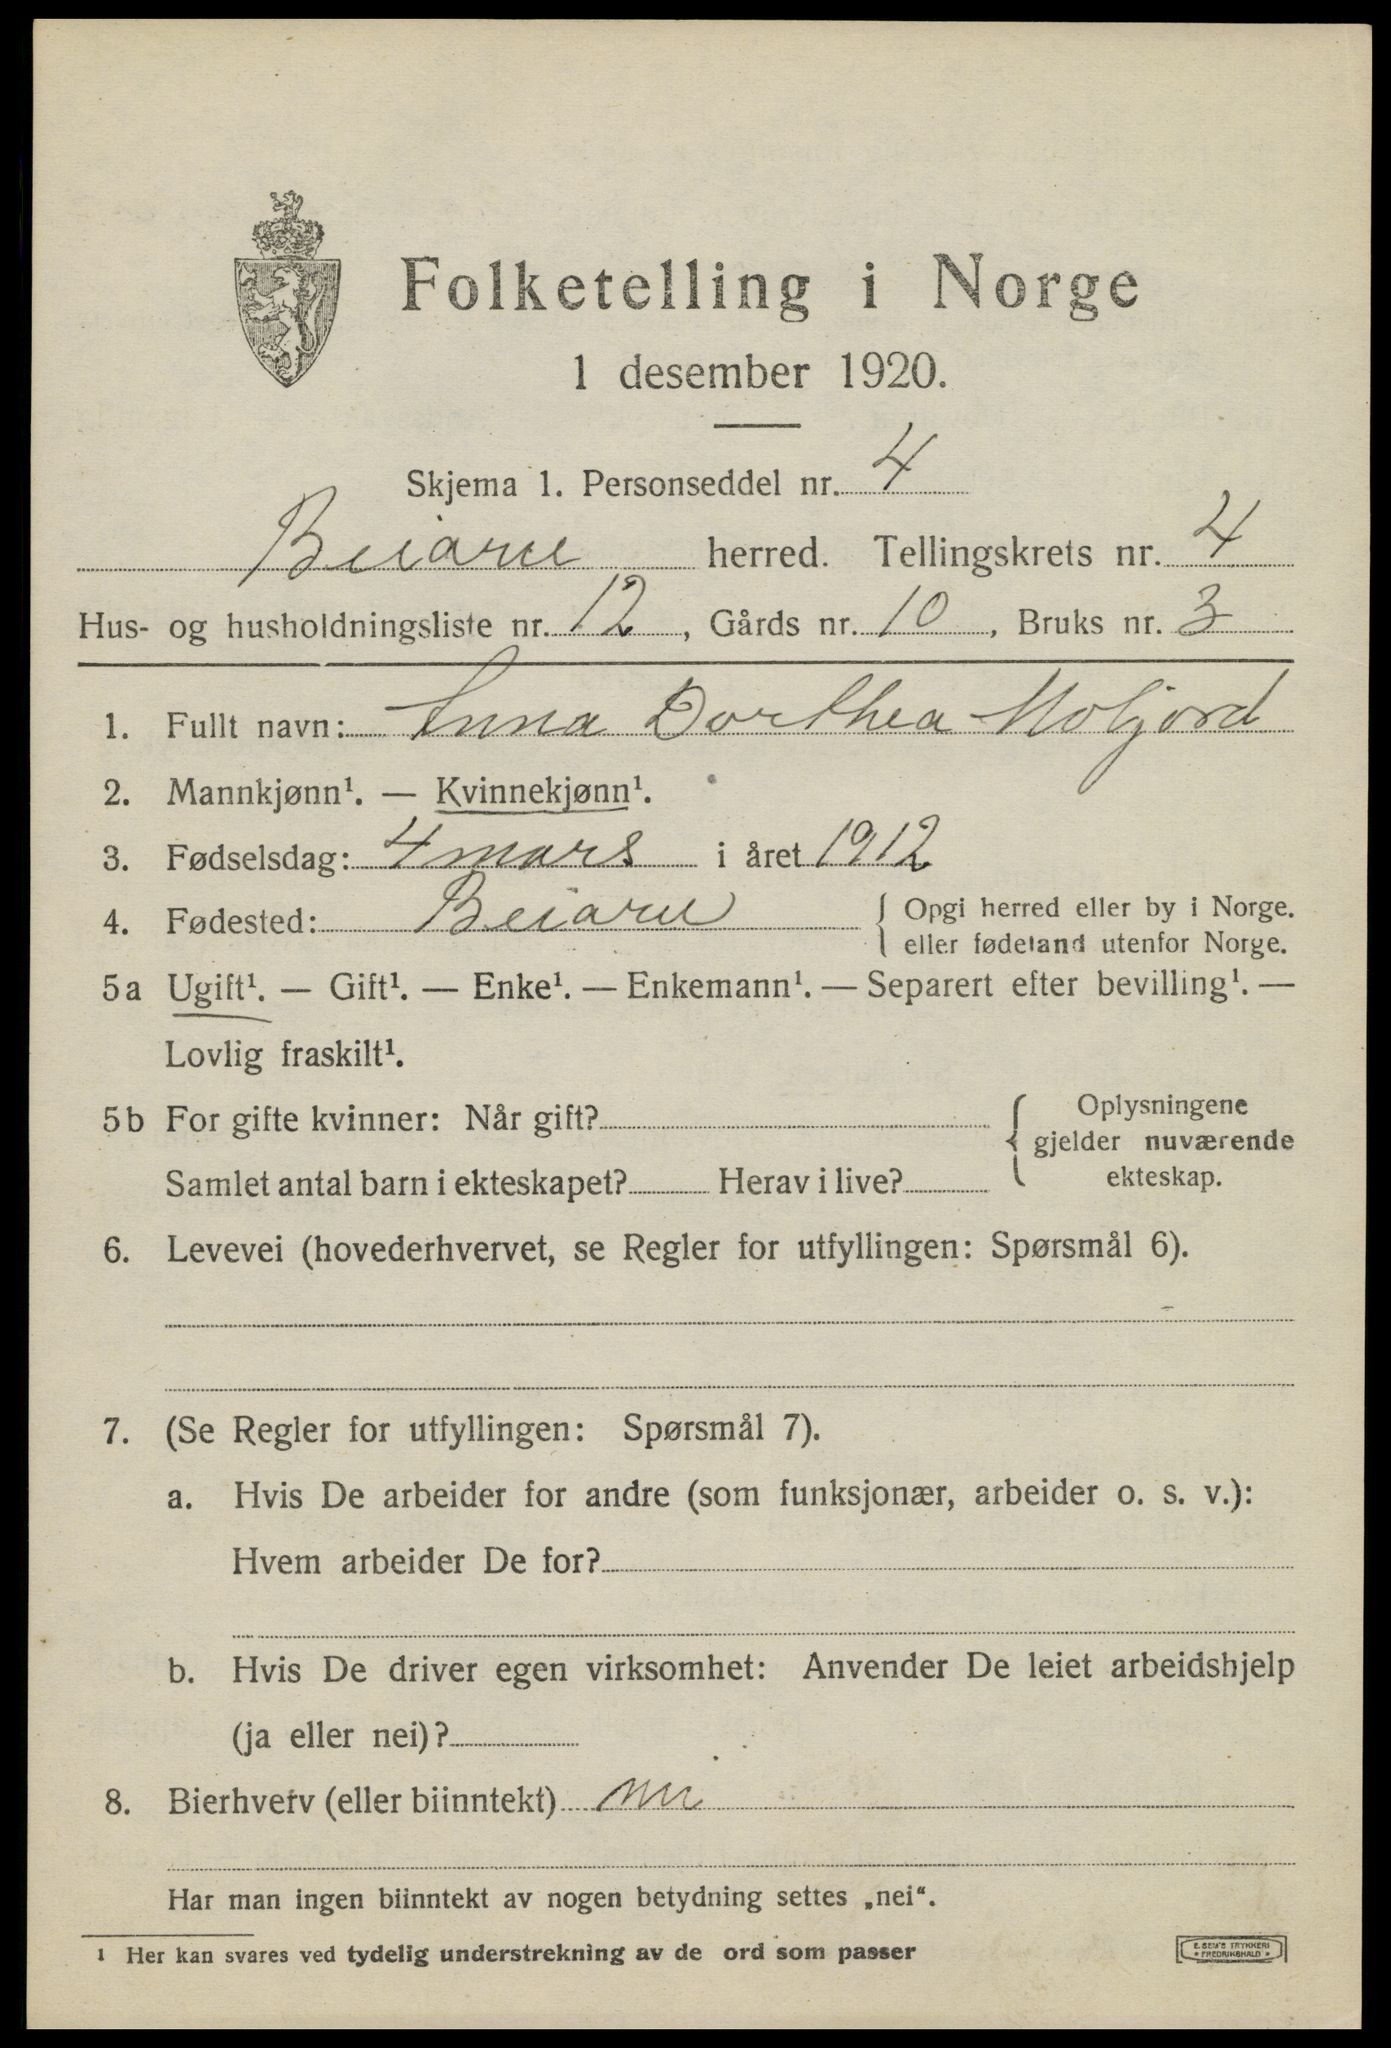 Folketelling i Norge
1 desember 1920.
Skjema 1. Personseddel nr. 4
Beiarn herred. Tellingskrets nr. 4
Hus- og husholdningsliste nr. 12, Gårds nr. 10, Bruks nr. 3
1. Fullt navn: Anna Dorthea Moljord
2. Mannkjønn¹. — Kvinnekjønn¹.
3. Fødselsdag: 4 mars i året 1912
4. Fødested: Beiarn { Opgi herred eller by i Norge.
eller fødeland utenfor Norge.
5a Ugift¹. — Gift¹. — Enke¹. — Enkemann¹. — Separert efter bevilling¹. —
Lovlig fraskilt¹.
5b For gifte kvinner: Når gift?
Samlet antal barn i ekteskapet? Herav i live?
{ Oplysningene
gjelder nuværende
ekteskap.
6. Levevei (hovederhvervet, se Regler for utfyllingen: Spørsmål 6).
7. (Se Regler for utfyllingen: Spørsmål 7).
a. Hvis De arbeider for andre (som funksjonær, arbeider o. s. v.):
Hvem arbeider De for?
b. Hvis De driver egen virksomhet: Anvender De leiet arbeidshjelp
(ja eller nei)?
8. Bierhverv (eller biinntekt) nei
Har man ingen biinntekt av nogen betydning settes „nei“.
1 Her kan svares ved tydelig understrekning av de ord som passer
E. SEM'S TRYKKERI
• FREDRIKSHALD •